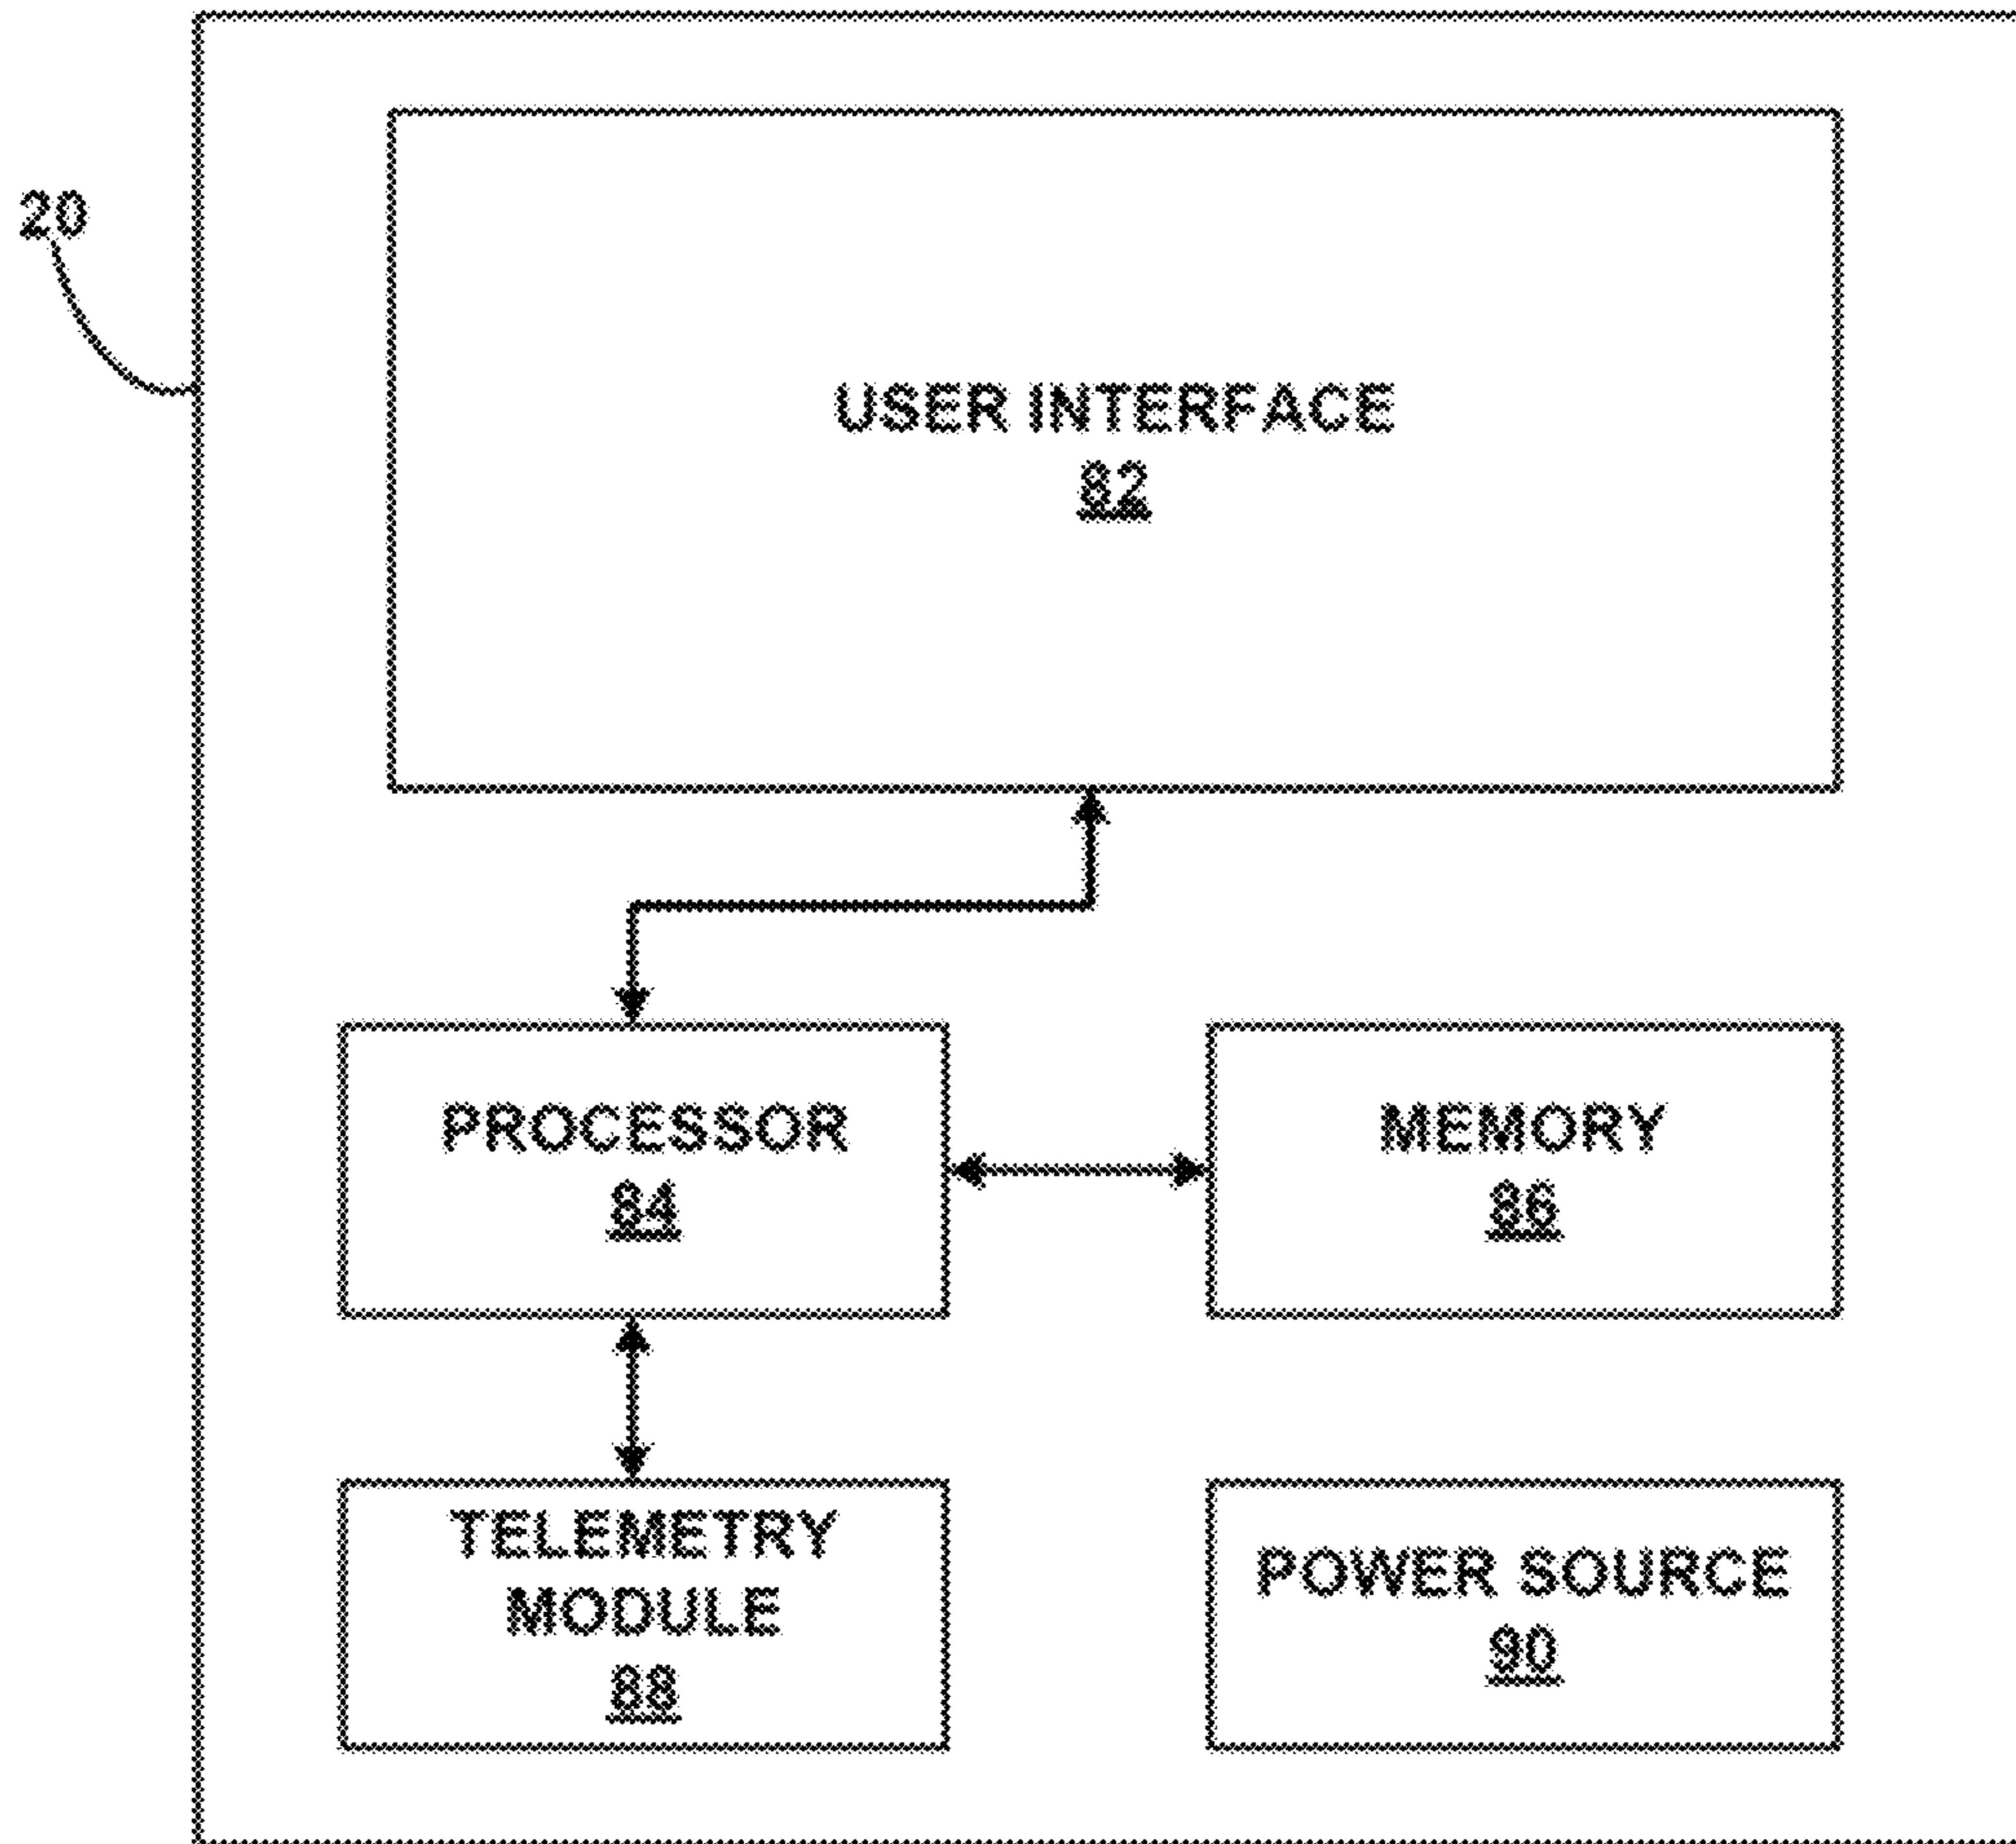 20
USER INTERFACE
82
PROCESSOR
84
MEMORY
86
TELEMETRY
MODULE
88
POWER SOURCE
90